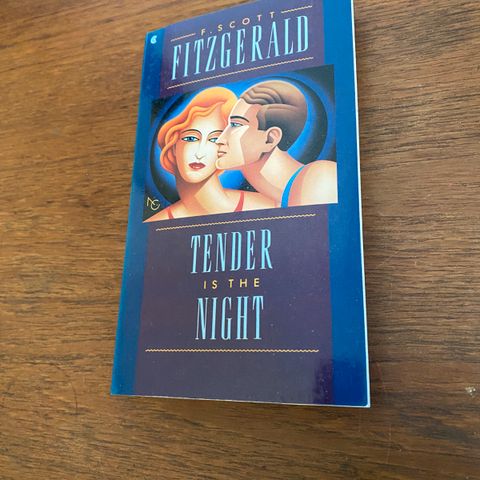 F. SCOTT
FITZGERALD
TENDER
IS THE
NIGHT